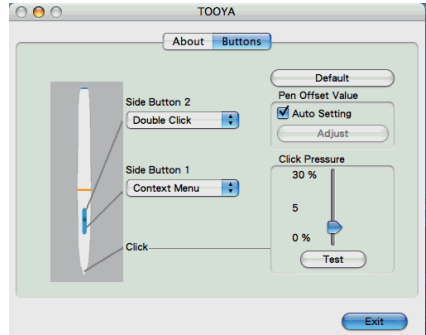 TOOYA
About Buttons
Default
Pen Offset Value
Side Button 2
Auto Setting
Double Click
Adjust
Click Pressure
Side Button 1
30 %
Context Menu
5
0 %
Click
Test
Exit